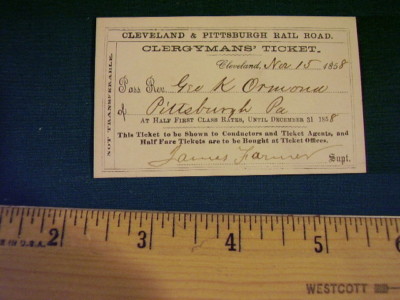 CLEVELAND & PITTSBURGH RAIL ROAD.
CLERGYMANS' TICKET.
NOT TRANSFERABLE.
Cleveland, Nov 15 1858
Pass Rev. Geo K Ormond
of Pittsburgh Pa
AT HALF FIRST CLASS RATES, UNTIL DECEMBER 31 1858
This Ticket to be Shown to Conductors and Ticket Agents, and
Half Fare Tickets are to be Bought at Ticket Offices.
James Farmer Supt.
2 3 4 5 6
IN U.S.A.
WESTCOTT